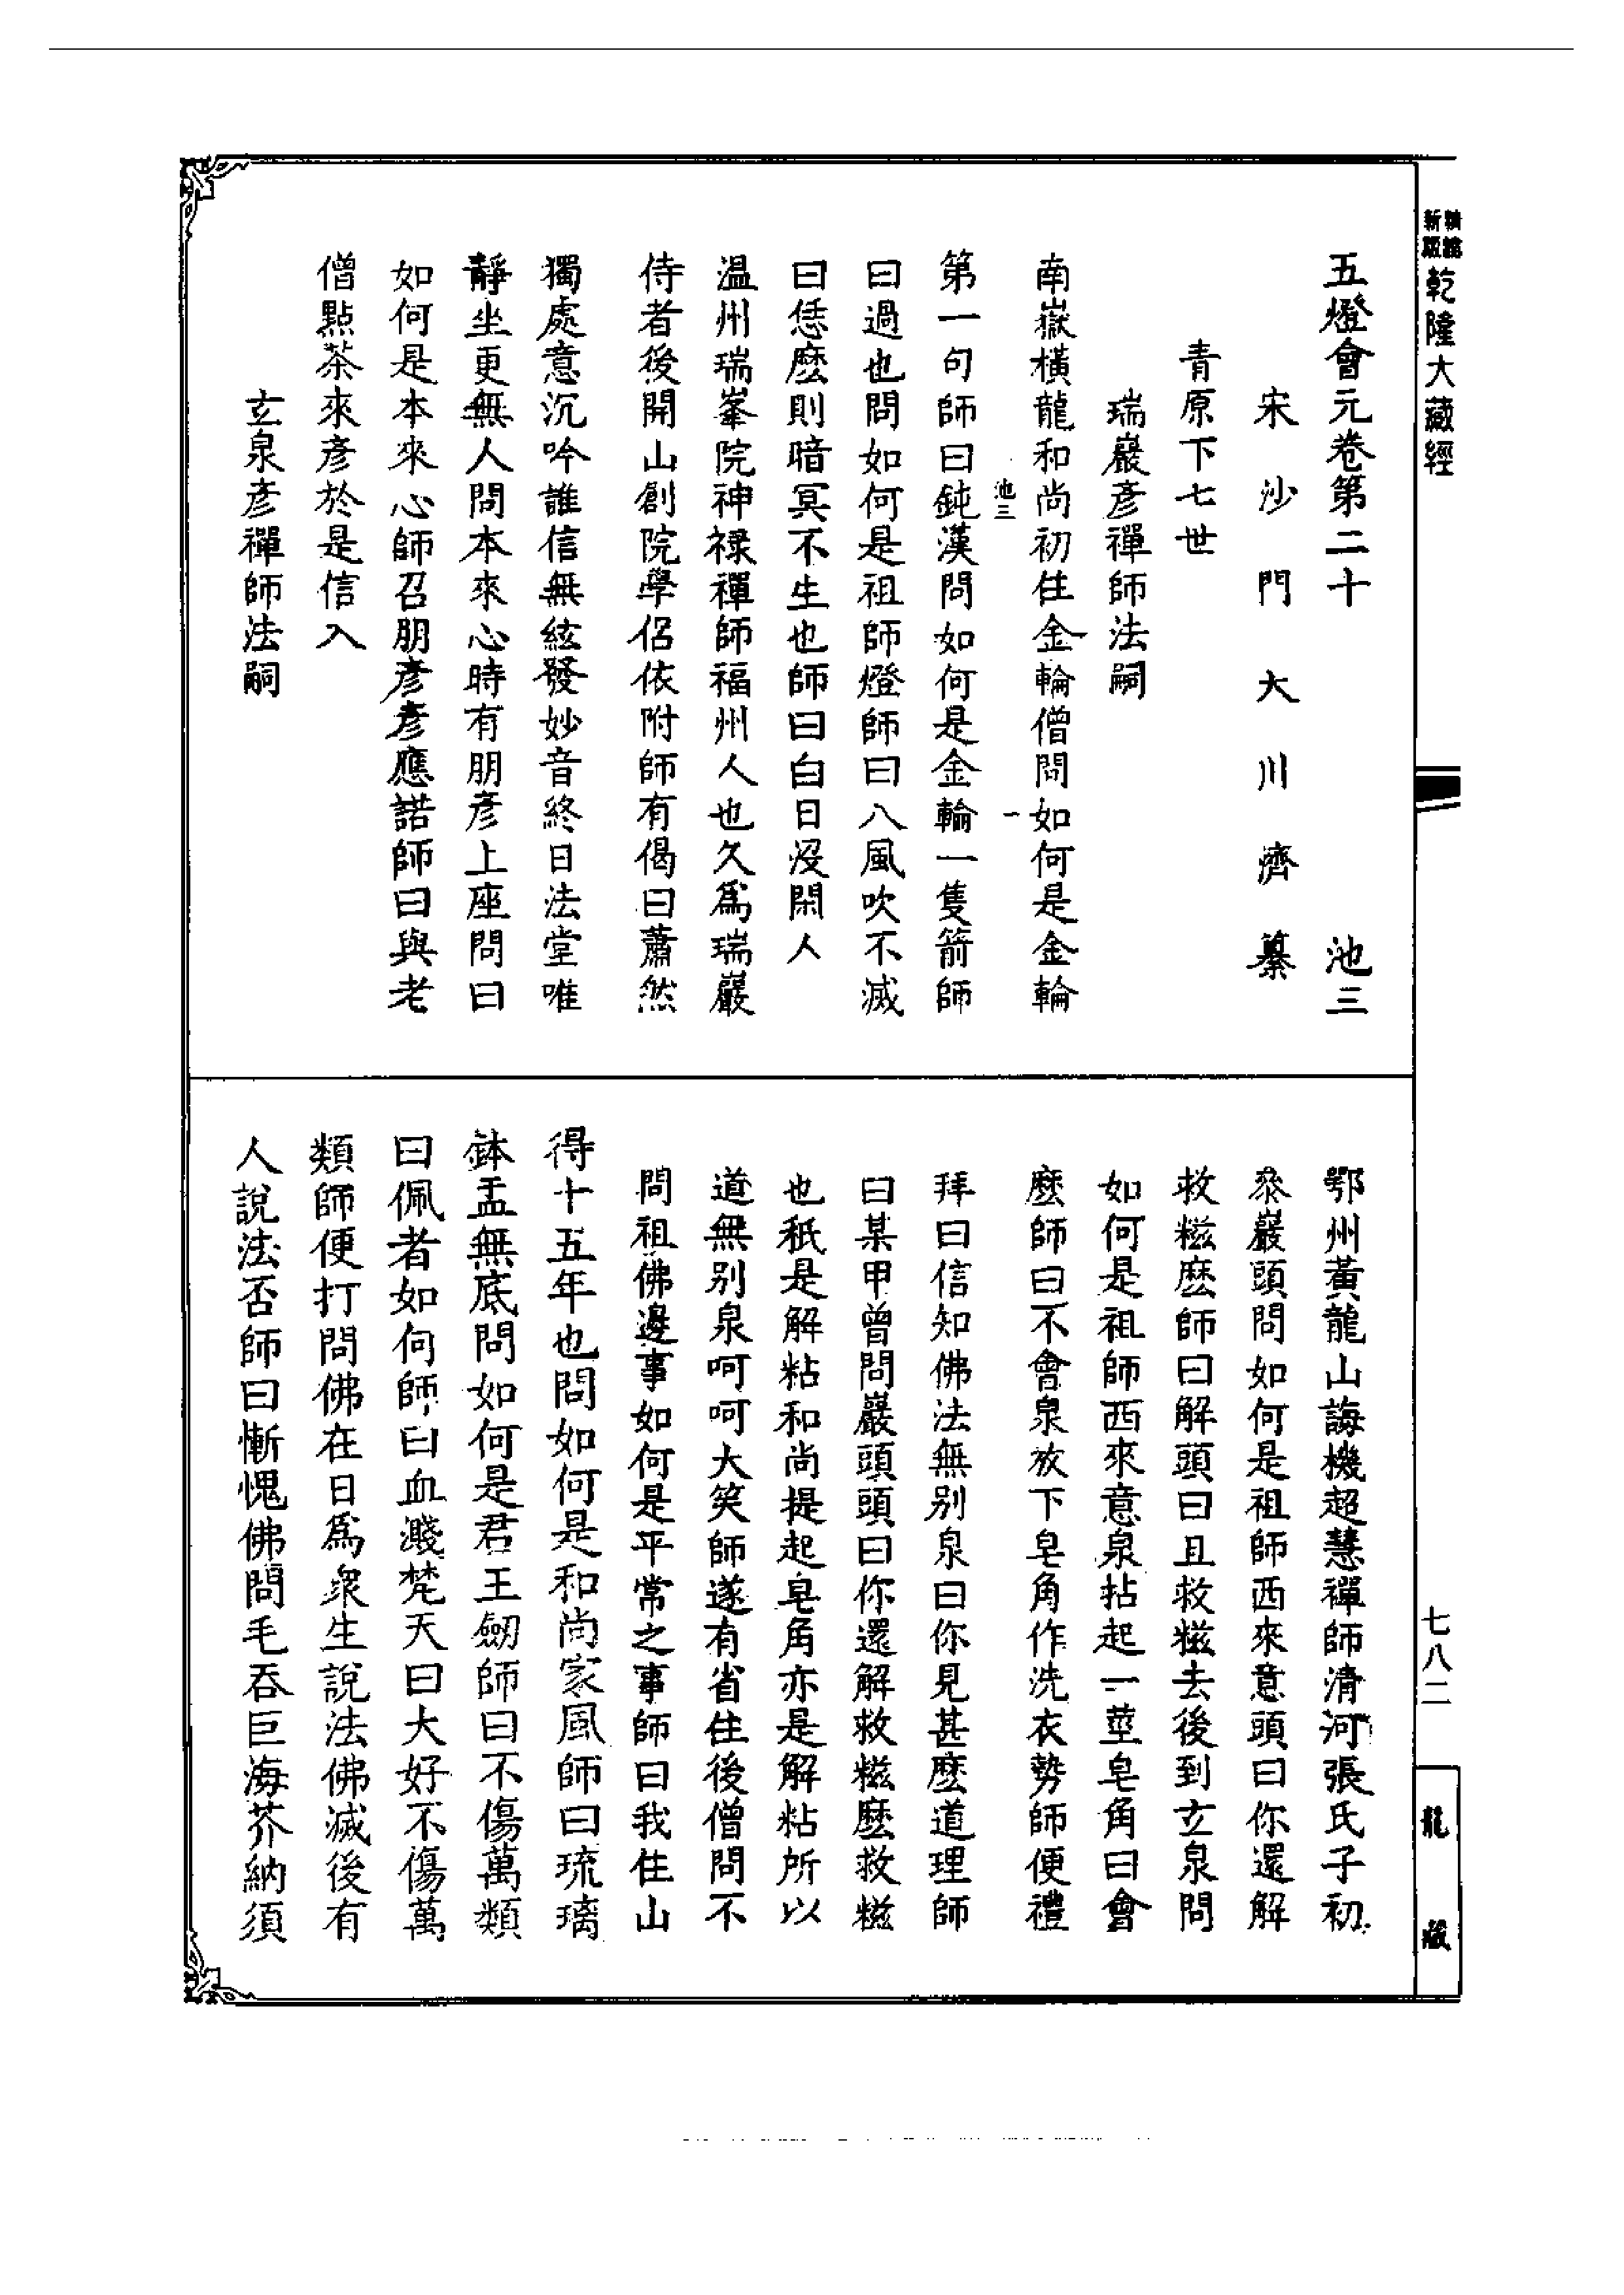 新版
精縮
乾隆大藏經
五燈會元卷第二十 池三
宋沙門大川濟纂
青原下七世
瑞巖彥禪師法嗣
南嶽橫龍和尚初住金輪僧問如何是金輪
池三 一
第一句師曰鈍漢問如何是金輪一隻箭師
曰過也問如何是祖師燈師曰八風吹不滅
曰恁麼則暗冥不生也師曰白日沒閑人
溫州瑞峯院神祿禪師福州人也久為瑞巖
侍者後開山創院學侶依附師有偈曰蕭然
獨處意沉吟誰信無絃發妙音終日法堂唯
靜坐更無人問本來心時有朋彥上座問曰
如何是本來心師召朋彥彥應諾師曰與老
僧點茶來彥於是信入
玄泉彥禪師法嗣
鄂州黃龍山誨機超慧禪師清河張氏子初
叅巖頭問如何是祖師西來意頭曰你還解
救糍麼師曰解頭曰且救糍去後到玄泉問
如何是祖師西來意泉拈起一莖皂角曰會
麼師曰不會泉放下皂角作洗衣勢師便禮
拜曰信知佛法無別泉曰你見甚麼道理師
曰某甲曾問巖頭頭曰你還解救糍麼救糍
也秖是解粘和尚提起皂角亦是解粘所以
道無別泉呵呵大笑師遂有省住後僧問不
問祖佛邊事如何是平常之事師曰我住山
得十五年也問如何是和尚家風師曰琉璃
鉢盂無底問如何是君王劒師曰不傷萬類
曰佩者如何師曰血濺梵天曰大好不傷萬
類師便打問佛在日為衆生說法佛滅後有
人說法否師曰慚愧佛問毛吞巨海芥納須
七八二
龍藏